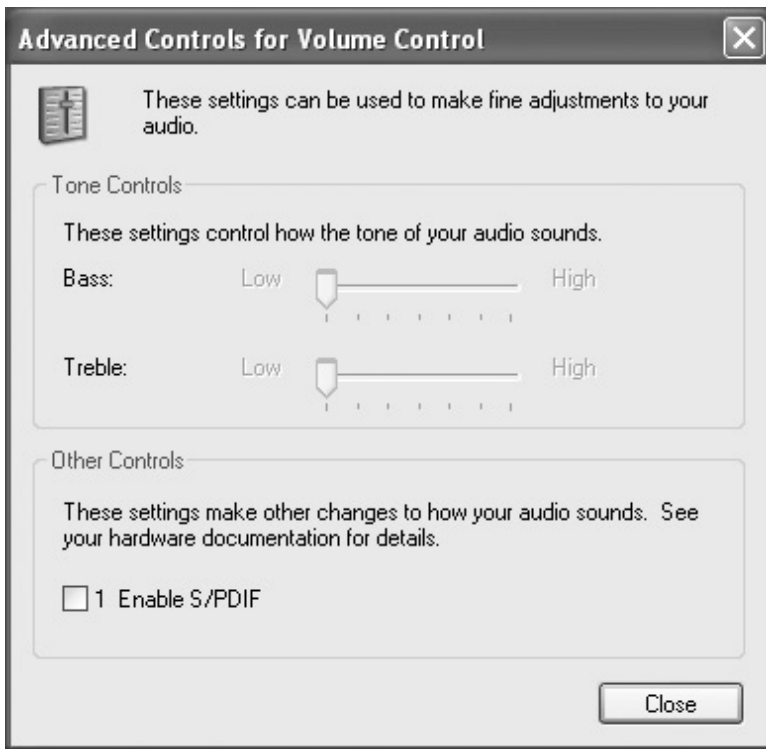 Advanced Controls for Volume Control
These settings can be used to make fine adjustments to your
audio.
Tone Controls
These settings control how the tone of your audio sounds.
Bass: Low High
Treble: Low High
Other Controls
These settings make other changes to how your audio sounds. See
your hardware documentation for details.
1 Enable S/PDIF
Close